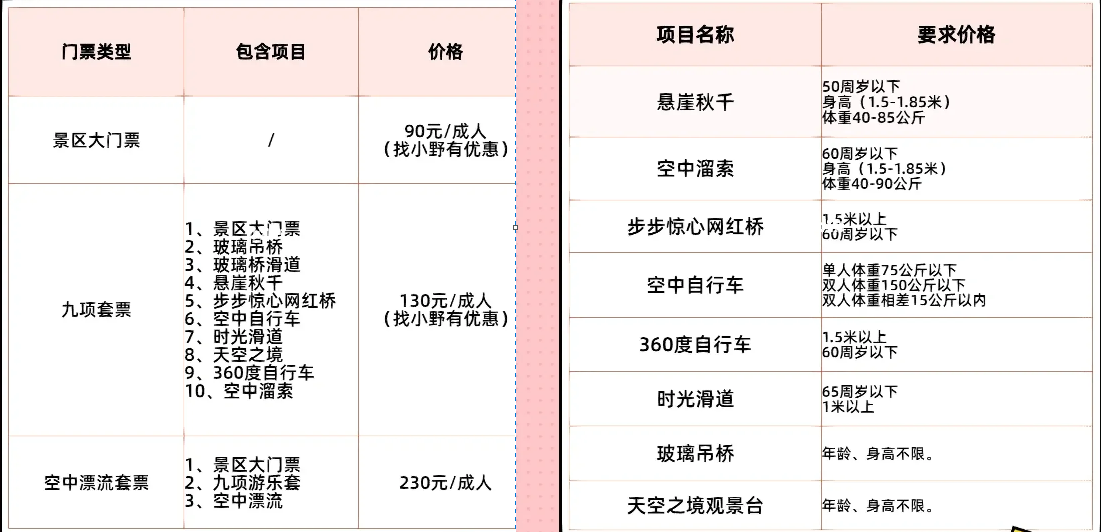 门票类型 包含项目 价格
景区大门票 / 90元/成人
（找小野有优惠）
九项套票
1、景区大门票
2、玻璃吊桥
3、玻璃桥滑道
4、悬崖秋千
5、步步惊心网红桥
6、空中自行车
7、时光滑道
8、天空之境
9、360度自行车
10、空中溜索
130元/成人
（找小野有优惠）
空中漂流套票
1、景区大门票
2、九项游乐套
3、空中漂流
230元/成人
项目名称 要求价格
悬崖秋千
50周岁以下
身高（1.5-1.85米）
体重40-85公斤
空中溜索
60周岁以下
身高（1.5-1.85米）
体重40-90公斤
步步惊心网红桥
1.5米以上
60周岁以下
空中自行车
单人体重75公斤以下
双人体重150公斤以下
双人体重相差15公斤以内
360度自行车
1.5米以上
60周岁以下
时光滑道
65周岁以下
1米以上
玻璃吊桥
年龄、身高不限。
天空之境观景台
年龄、身高不限。